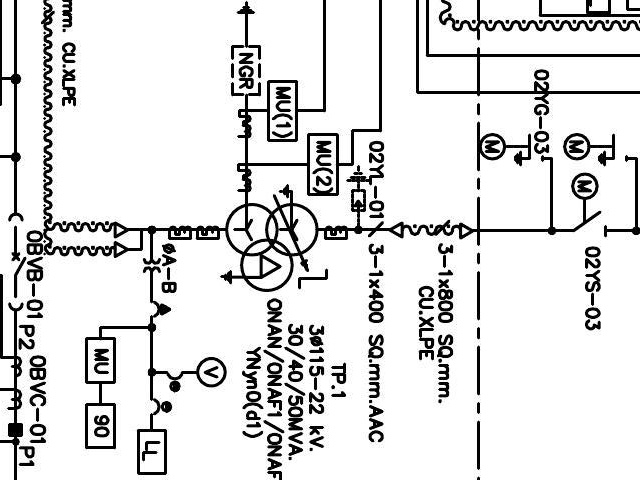 mm. CU.XLPE
NGR
MU(1)
MU(2)
02YL-01
3-1x400 SQ.mm.AAC
3-1x800 SQ.mm.
CU.XLPE
02YG-03
M
M
M
02YS-03
TP.1
3ø115-22 kV.
30/40/50MVA.
ONAN/ONAF1/ONAF
YNyn0(d1)
øA-B
V
MU
90
0BVB-01
P2
0BVC-01
P1